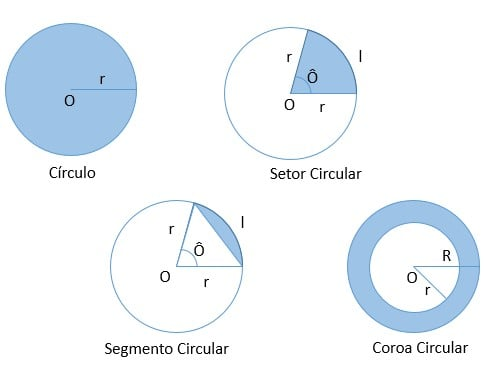 r
O
Círculo
r
l
Ô
O
r
Setor Circular
r
l
Ô
O
r
Segmento Circular
R
O
r
Coroa Circular